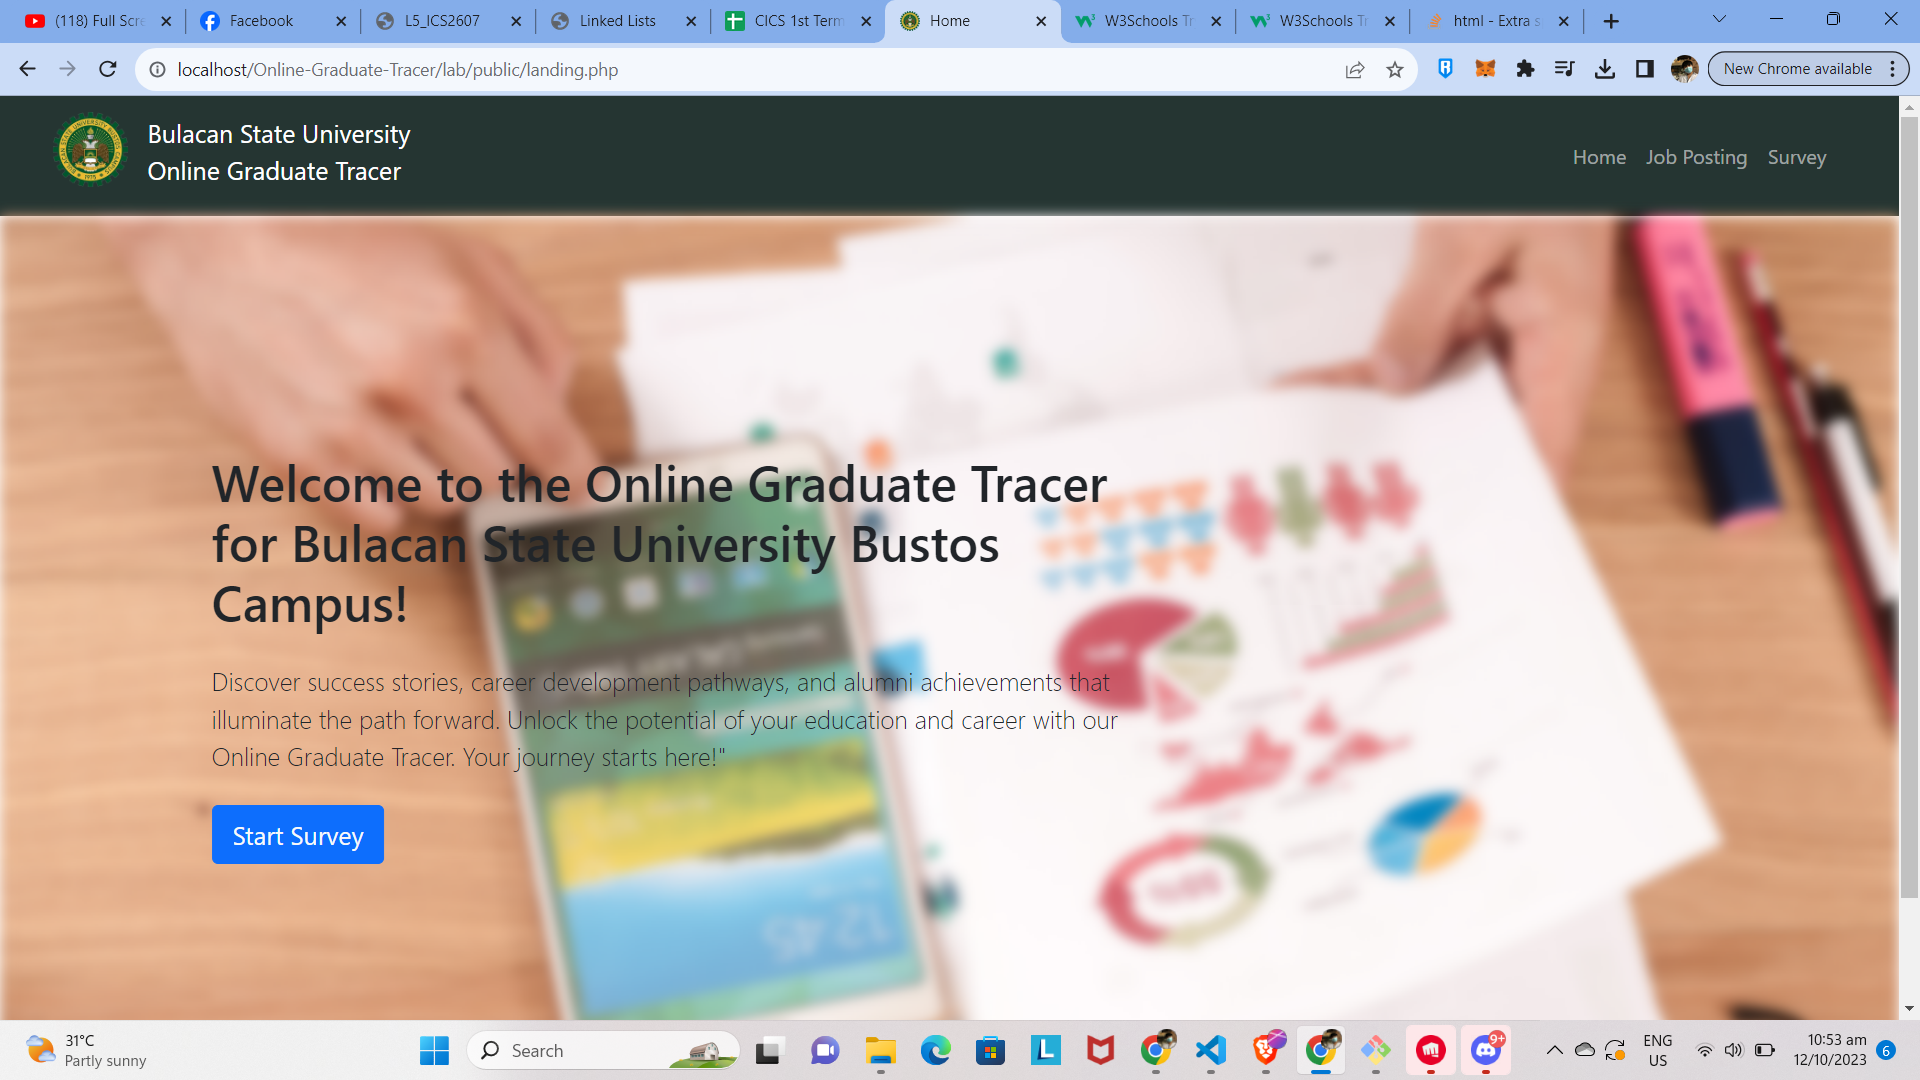 (118) Full Scre
Facebook
L5_ICS2607
Linked Lists
CICS 1st Term
Home
W3Schools Tr
W3Schools Tr
html - Extra s
localhost/Online-Graduate-Tracer/lab/public/landing.php
New Chrome available
Bulacan State University
Online Graduate Tracer
Home
Job Posting
Survey
Welcome to the Online Graduate Tracer
for Bulacan State University Bustos
Campus!
Discover success stories, career development pathways, and alumni achievements that
illuminate the path forward. Unlock the potential of your education and career with our
Online Graduate Tracer. Your journey starts here!"
Start Survey
12:45
31°C
Partly sunny
Search
9+
ENG
US
10:53 am
12/10/2023
6